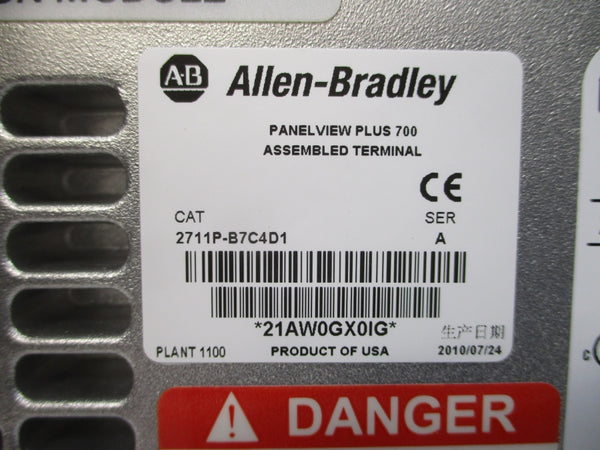 MODULE
A-B Allen-Bradley
PANELVIEW PLUS 700
ASSEMBLED TERMINAL
CE
CAT SER
2711P-B7C4D1 A
*21AW0GX0IG* 生产日期
PLANT 1100 PRODUCT OF USA 2010/07/24
DANGER